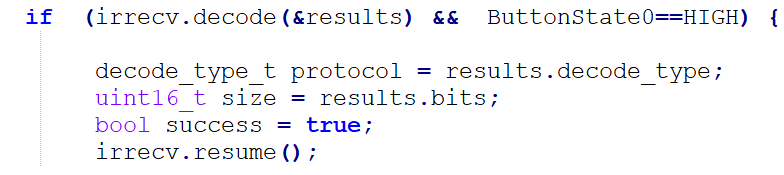 if (irrecv.decode(&results) && ButtonState0==HIGH) {
decode_type_t protocol = results.decode_type;
uint16_t size = results.bits;
bool success = true;
irrecv.resume();